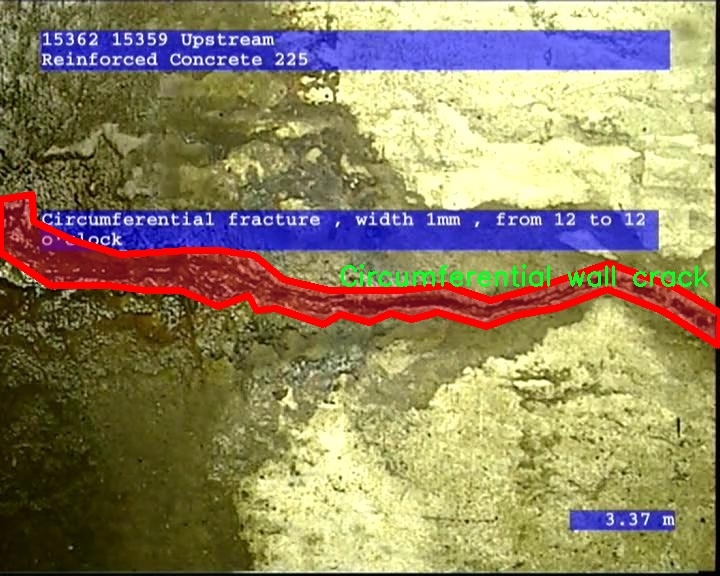 15362 15359 Upstream
Reinforced Concrete 225
Circumferential fracture , width 1mm , from 12 to 12
o'clock
Circumferential wall crack
3.37 m